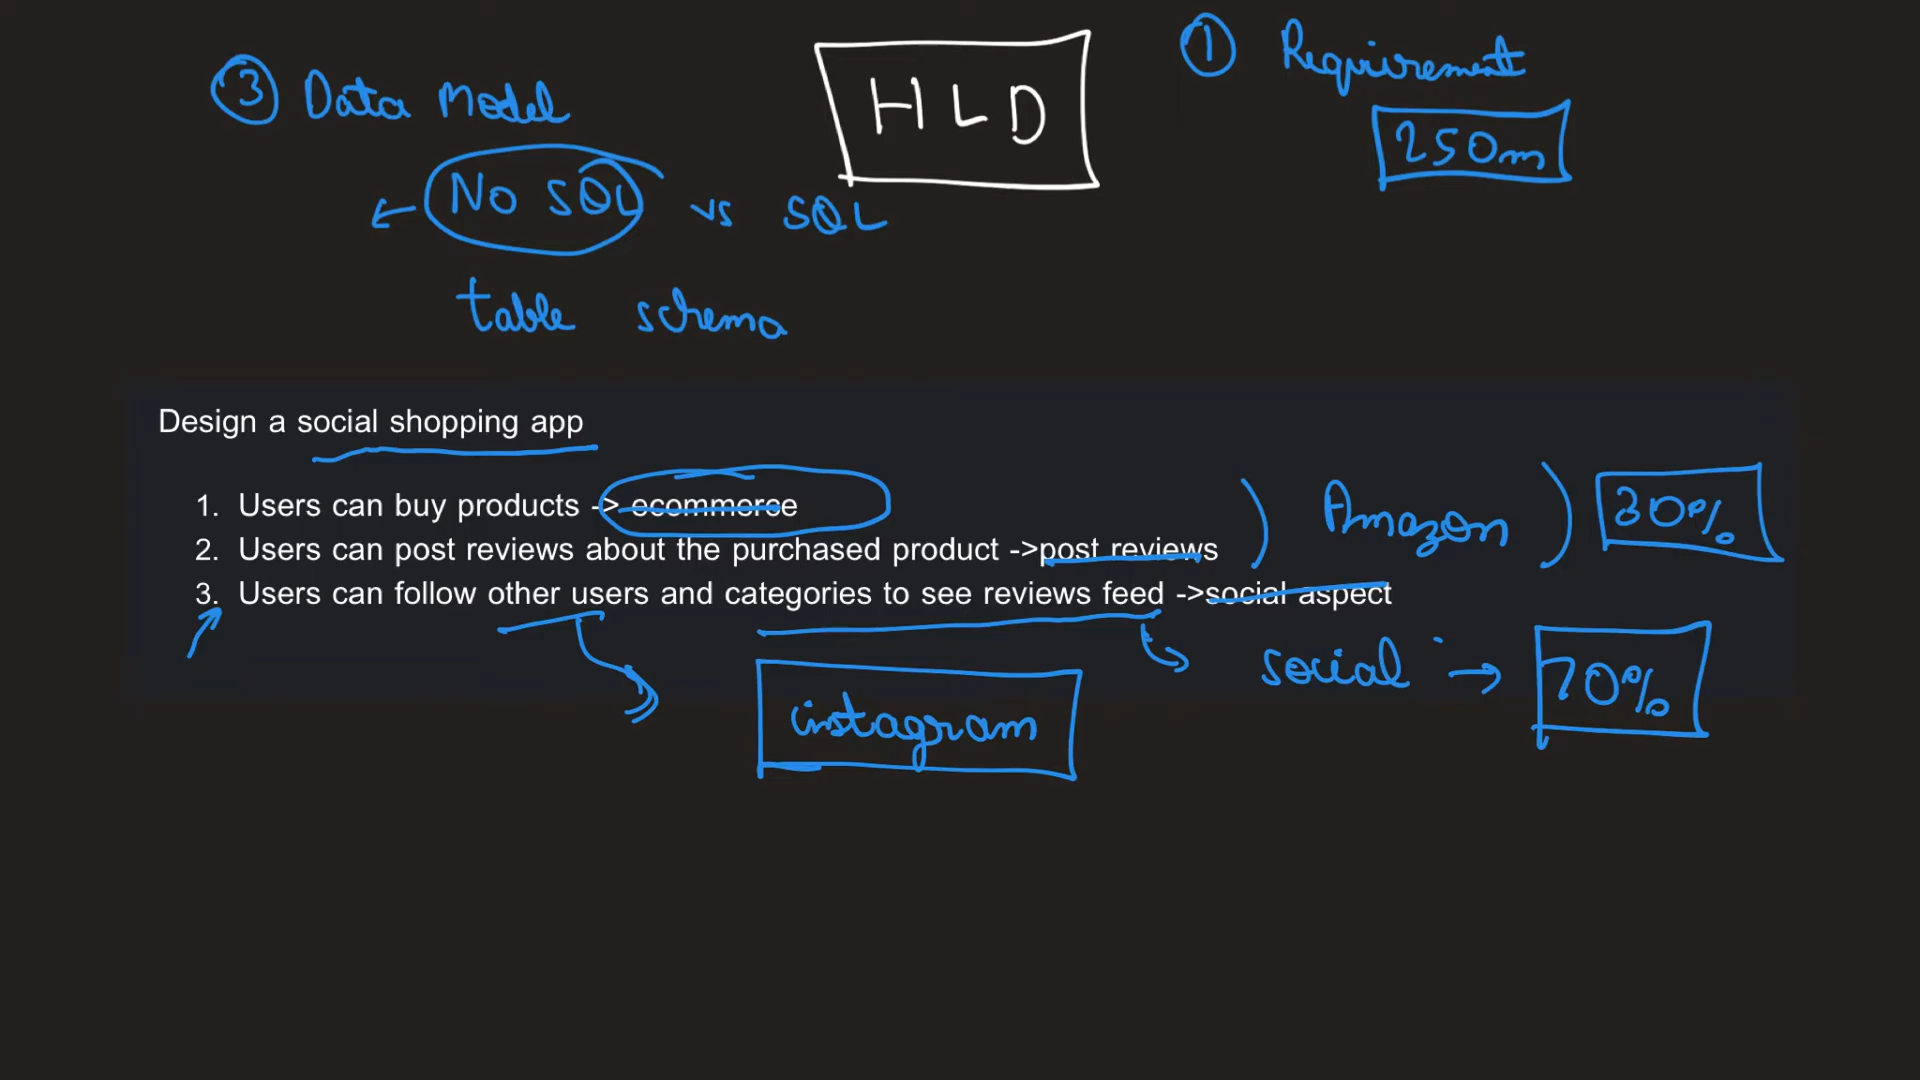 HLD
① Requirement
250m
③ Data Model
No SQL vs SQL
table schema
Design a social shopping app
1. Users can buy products -> ecommerce
2. Users can post reviews about the purchased product ->post reviews
Amazon 30%
3. Users can follow other users and categories to see reviews feed ->social aspect
social → 70%
instagram